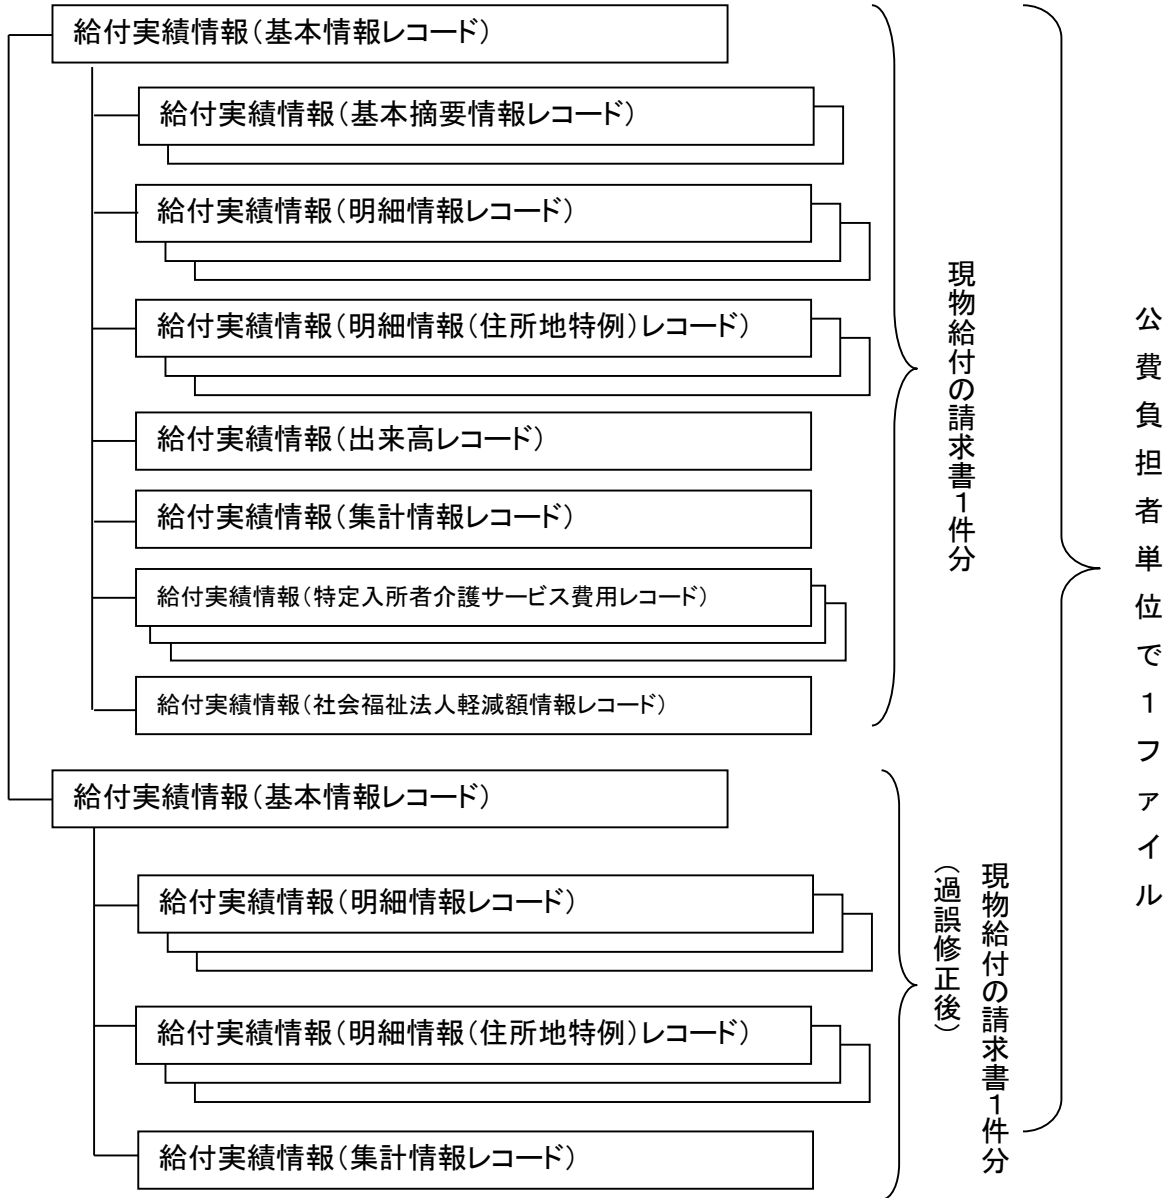 給付実績情報（基本情報レコード）
給付実績情報（基本摘要情報レコード）
給付実績情報（明細情報レコード）
給付実績情報（明細情報（住所地特例）レコード）
給付実績情報（出来高レコード）
給付実績情報（集計情報レコード）
給付実績情報（特定入所者介護サービス費用レコード）
給付実績情報（社会福祉法人軽減額情報レコード）
現物給付の請求書１件分
給付実績情報（基本情報レコード）
給付実績情報（明細情報レコード）
給付実績情報（明細情報（住所地特例）レコード）
給付実績情報（集計情報レコード）
現物給付の請求書１件分
（過誤修正後）
公費負担者単位で１ファイル